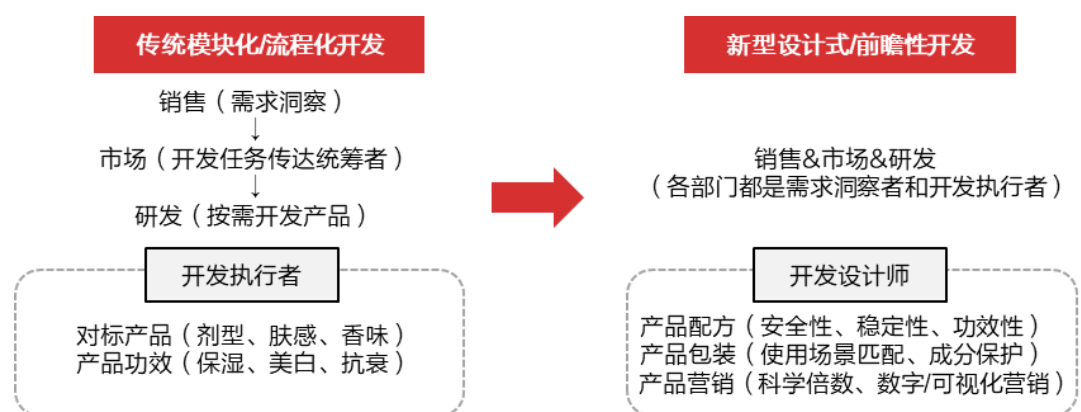 传统模块化/流程化开发
销售（需求洞察）
↓
市场（开发任务传达统筹者）
↓
研发（按需开发产品）
开发执行者
对标产品（剂型、肤感、香味）
产品功效（保湿、美白、抗衰）
新型设计式/前瞻性开发
销售&市场&研发
（各部门都是需求洞察者和开发执行者）
开发设计师
产品配方（安全性、稳定性、功效性）
产品包装（使用场景匹配、成分保护）
产品营销（科学倍数、数字/可视化营销）